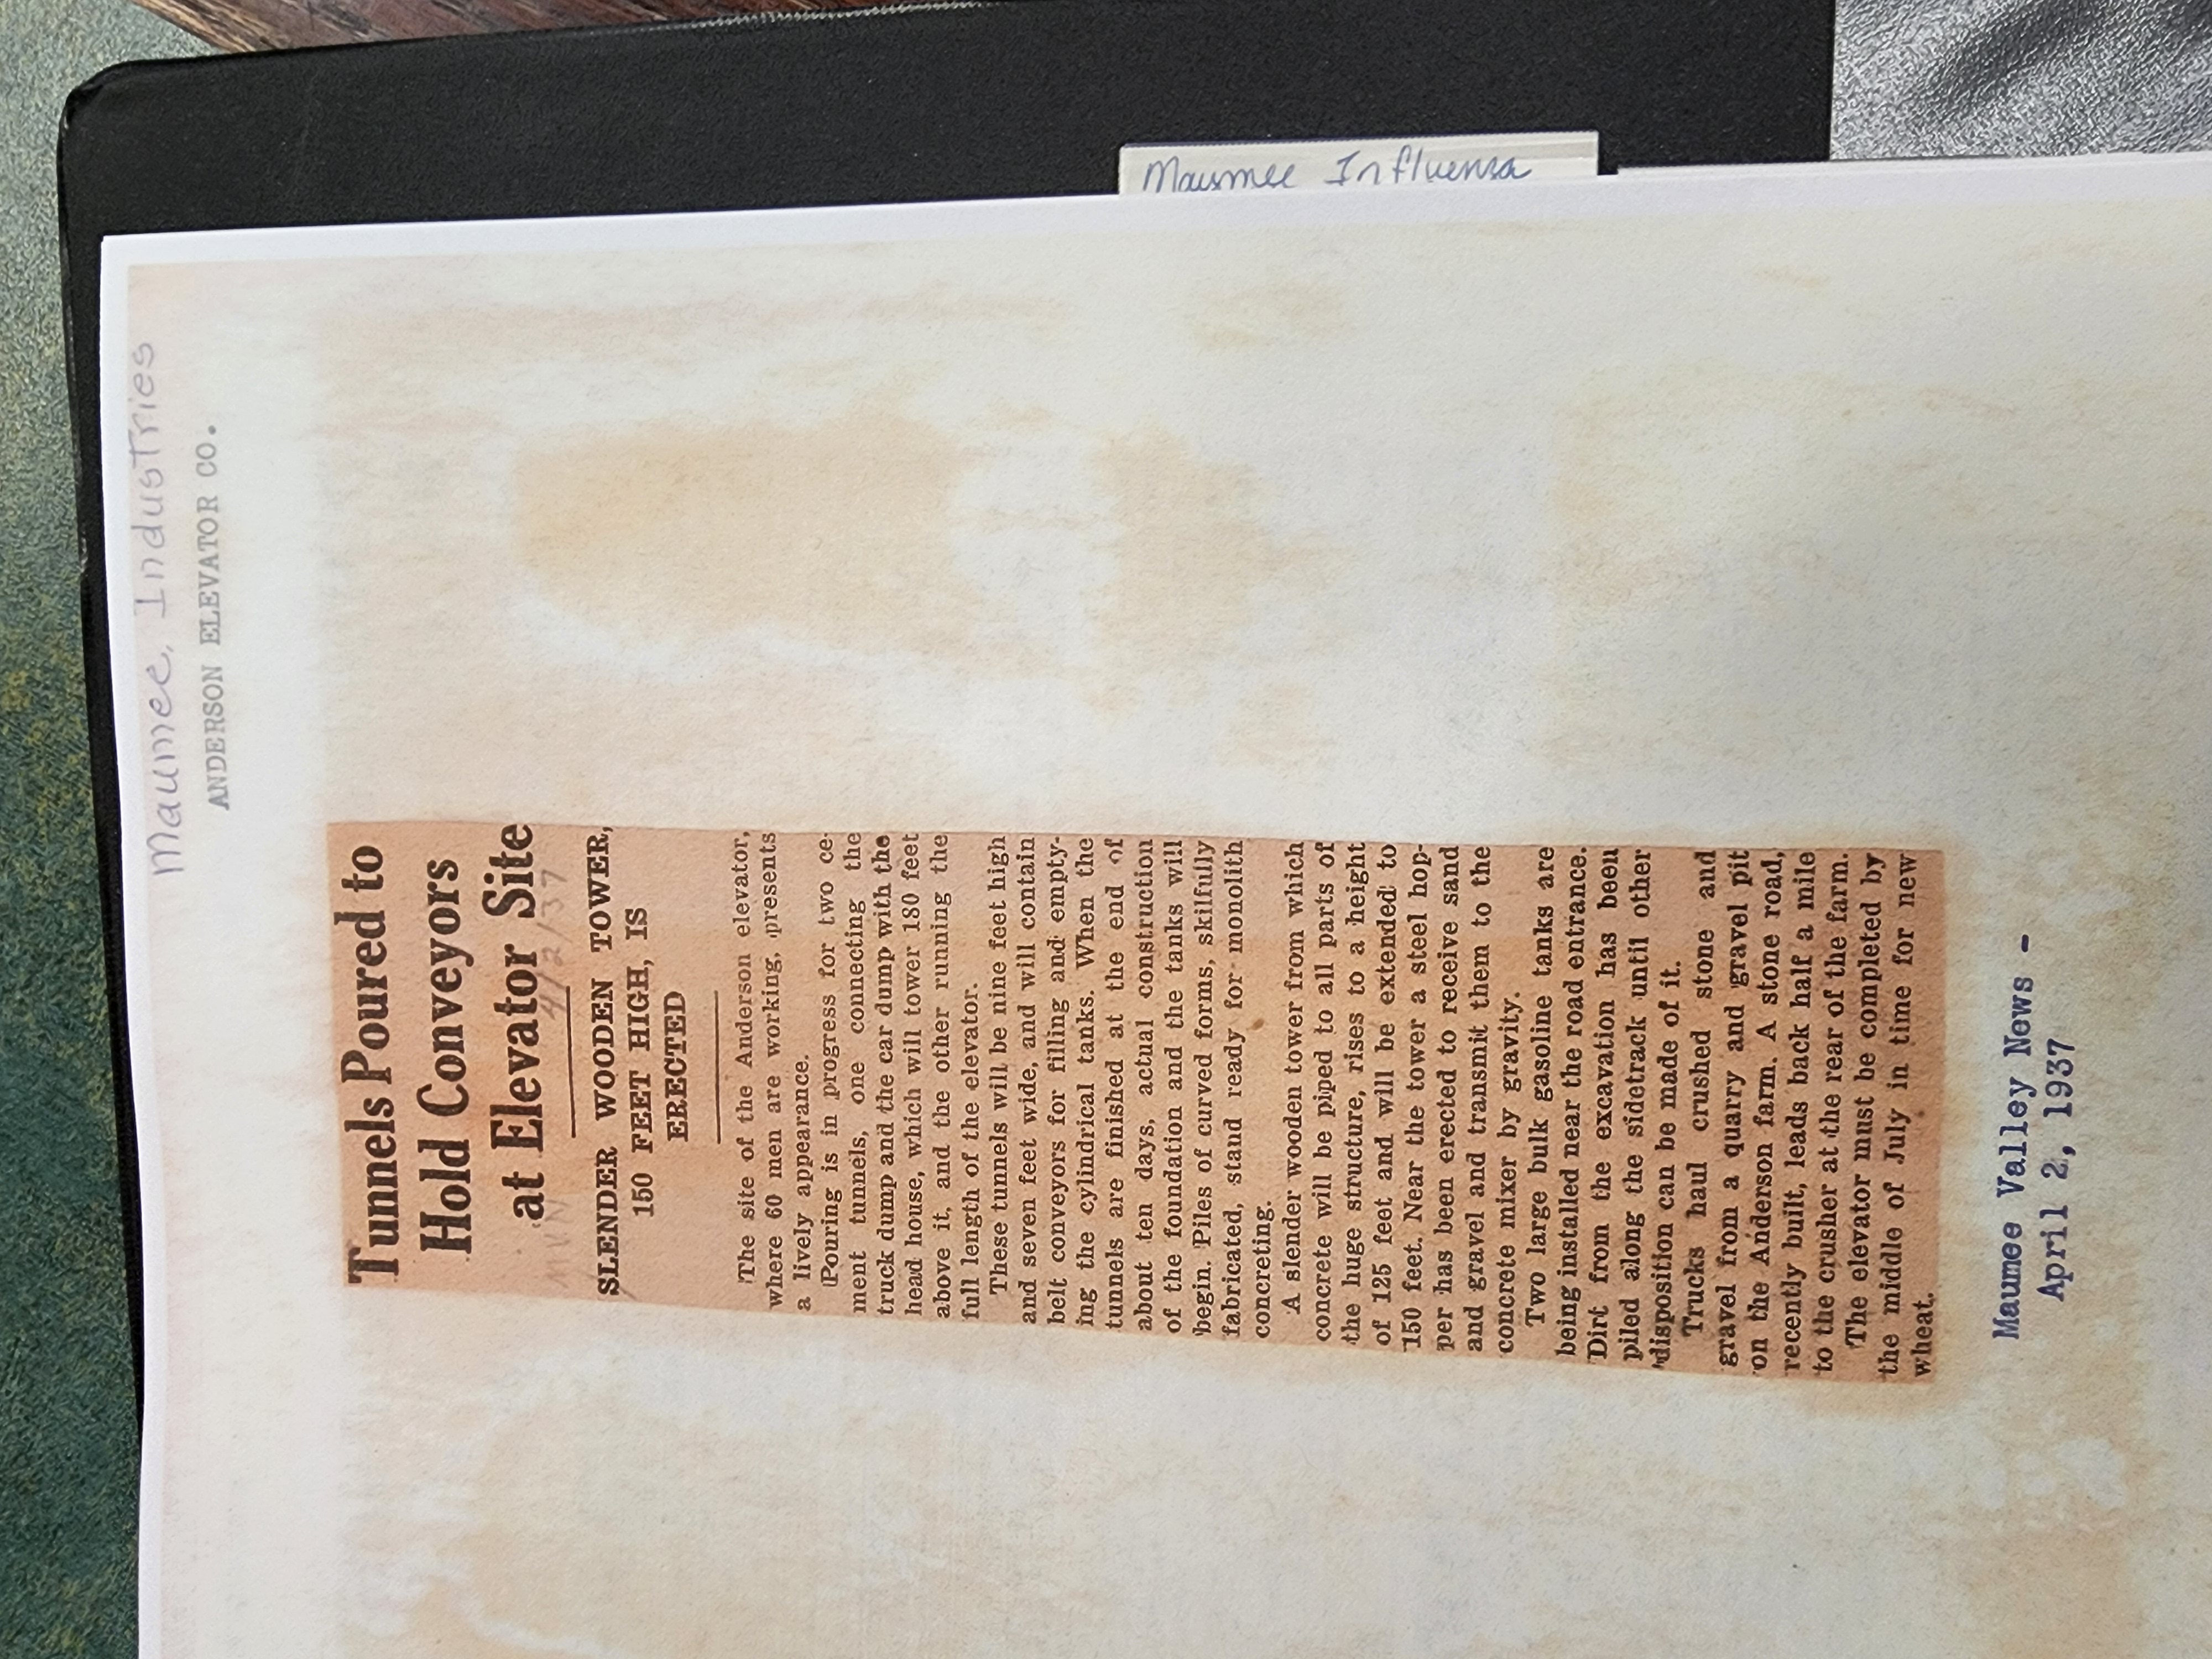 Maumee Influenza
Maumee, Industries
ANDERSON ELEVATOR CO.
Tunnels Poured to
Hold Conveyors
at Elevator Site
MVN 4/2/37
SLENDER WOODEN TOWER,
150 FEET HIGH, IS
ERECTED
The site of the Anderson elevator,
where 60 men are working, presents
a lively appearance.
Pouring is in progress for two ce-
ment tunnels, one connecting the
truck dump and the car dump with the
head house, which will tower 180 feet
above it, and the other running the
full length of the elevator.
These tunnels will be nine feet high
and seven feet wide, and will contain
belt conveyors for filling and empty-
ing the cylindrical tanks. When the
tunnels are finished at the end of
about ten days, actual construction
of the foundation and the tanks will
begin. Piles of curved forms, skilfully
fabricated, stand ready for monolith
concreting.
A slender wooden tower from which
concrete will be piped to all parts of
the huge structure, rises to a height
of 125 feet and will be extended to
150 feet. Near the tower a steel hop-
per has been erected to receive sand
and gravel and transmit them to the
concrete mixer by gravity.
Two large bulk gasoline tanks are
being installed near the road entrance.
Dirt from the excavation has been
piled along the sidetrack until other
disposition can be made of it.
Trucks haul crushed stone and
gravel from a quarry and gravel pit
on the Anderson farm. A stone road,
recently built, leads back half a mile
to the crusher at the rear of the farm.
The elevator must be completed by
the middle of July in time for new
wheat.
Maumee Valley News -
April 2, 1937